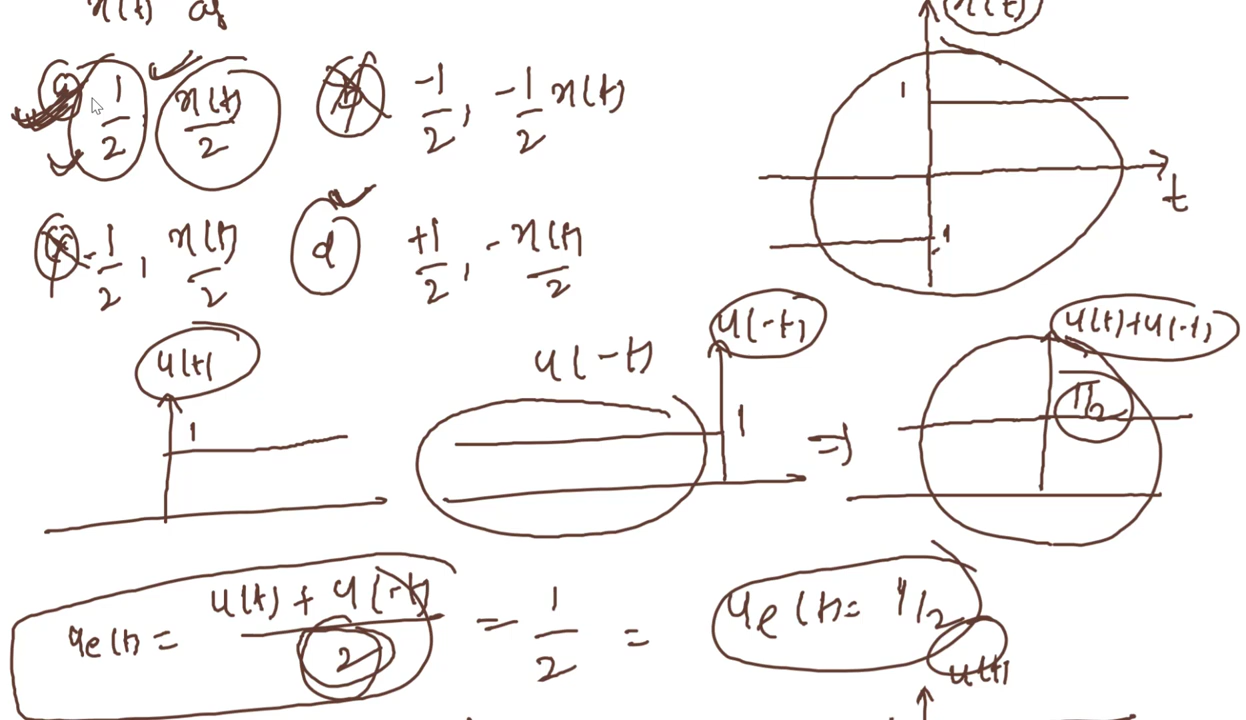 x(t) as
x(t)
a 1/2 x(t)/2 b -1/2, -1/2 x(t)
1
t
c -1/2, x(t)/2 d +1/2, -x(t)/2
-1
u(t) u(-t) u(-t) u(t)+u(-t)
1 1 ⇒ 1/2
ue(t) = u(t) + u(-t) / 2 = 1/2 = ue(t) = 1/2
u(t)